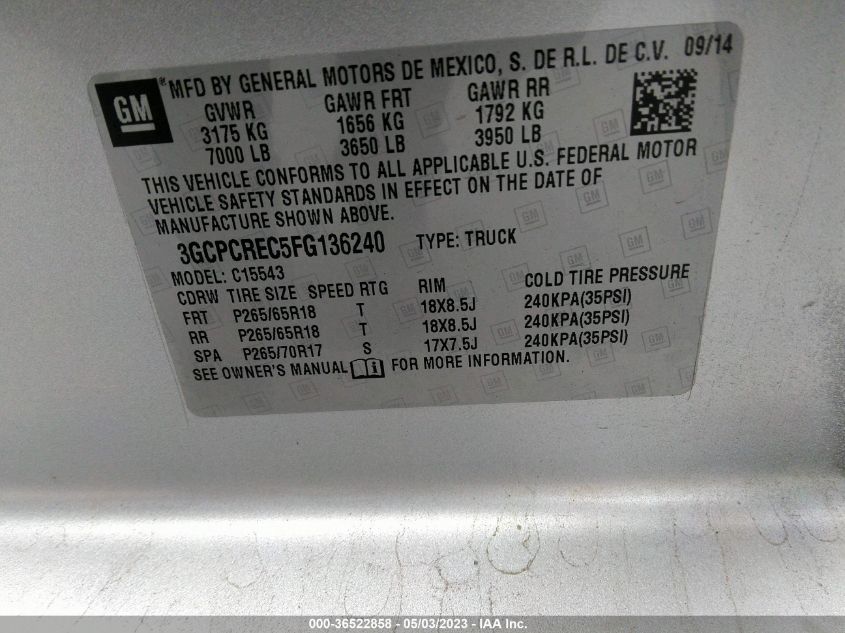 GM
MFD BY GENERAL MOTORS DE MEXICO, S. DE R.L. DE C.V. 09/14
GVWR GAWR FRT GAWR RR
3175 KG 1656 KG 1792 KG
7000 LB 3650 LB 3950 LB
THIS VEHICLE CONFORMS TO ALL APPLICABLE U.S. FEDERAL MOTOR
VEHICLE SAFETY STANDARDS IN EFFECT ON THE DATE OF
MANUFACTURE SHOWN ABOVE.
3GCPCREC5FG136240 TYPE: TRUCK
MODEL: C15543
CDRW TIRE SIZE SPEED RTG RIM COLD TIRE PRESSURE
FRT P265/65R18 T 18X8.5J 240KPA(35PSI)
RR P265/65R18 T 18X8.5J 240KPA(35PSI)
SPA P265/70R17 S 17X7.5J 240KPA(35PSI)
SEE OWNER'S MANUAL FOR MORE INFORMATION.
000-36522858 - 05/03/2023 - IAA Inc.